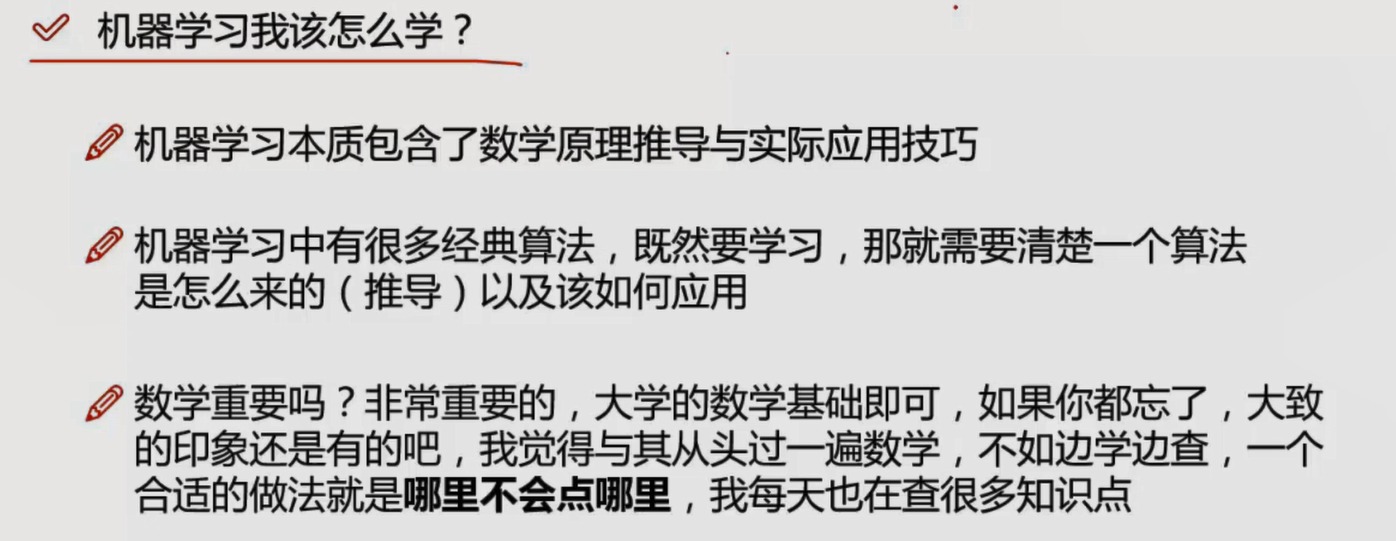 机器学习我该怎么学？
机器学习本质包含了数学原理推导与实际应用技巧
机器学习中有很多经典算法，既然要学习，那就需要清楚一个算法
是怎么来的（推导）以及该如何应用
数学重要吗？非常重要的，大学的数学基础即可，如果你都忘了，大致
的印象还是有的吧，我觉得与其从头过一遍数学，不如边学边查，一个
合适的做法就是哪里不会点哪里，我每天也在查很多知识点